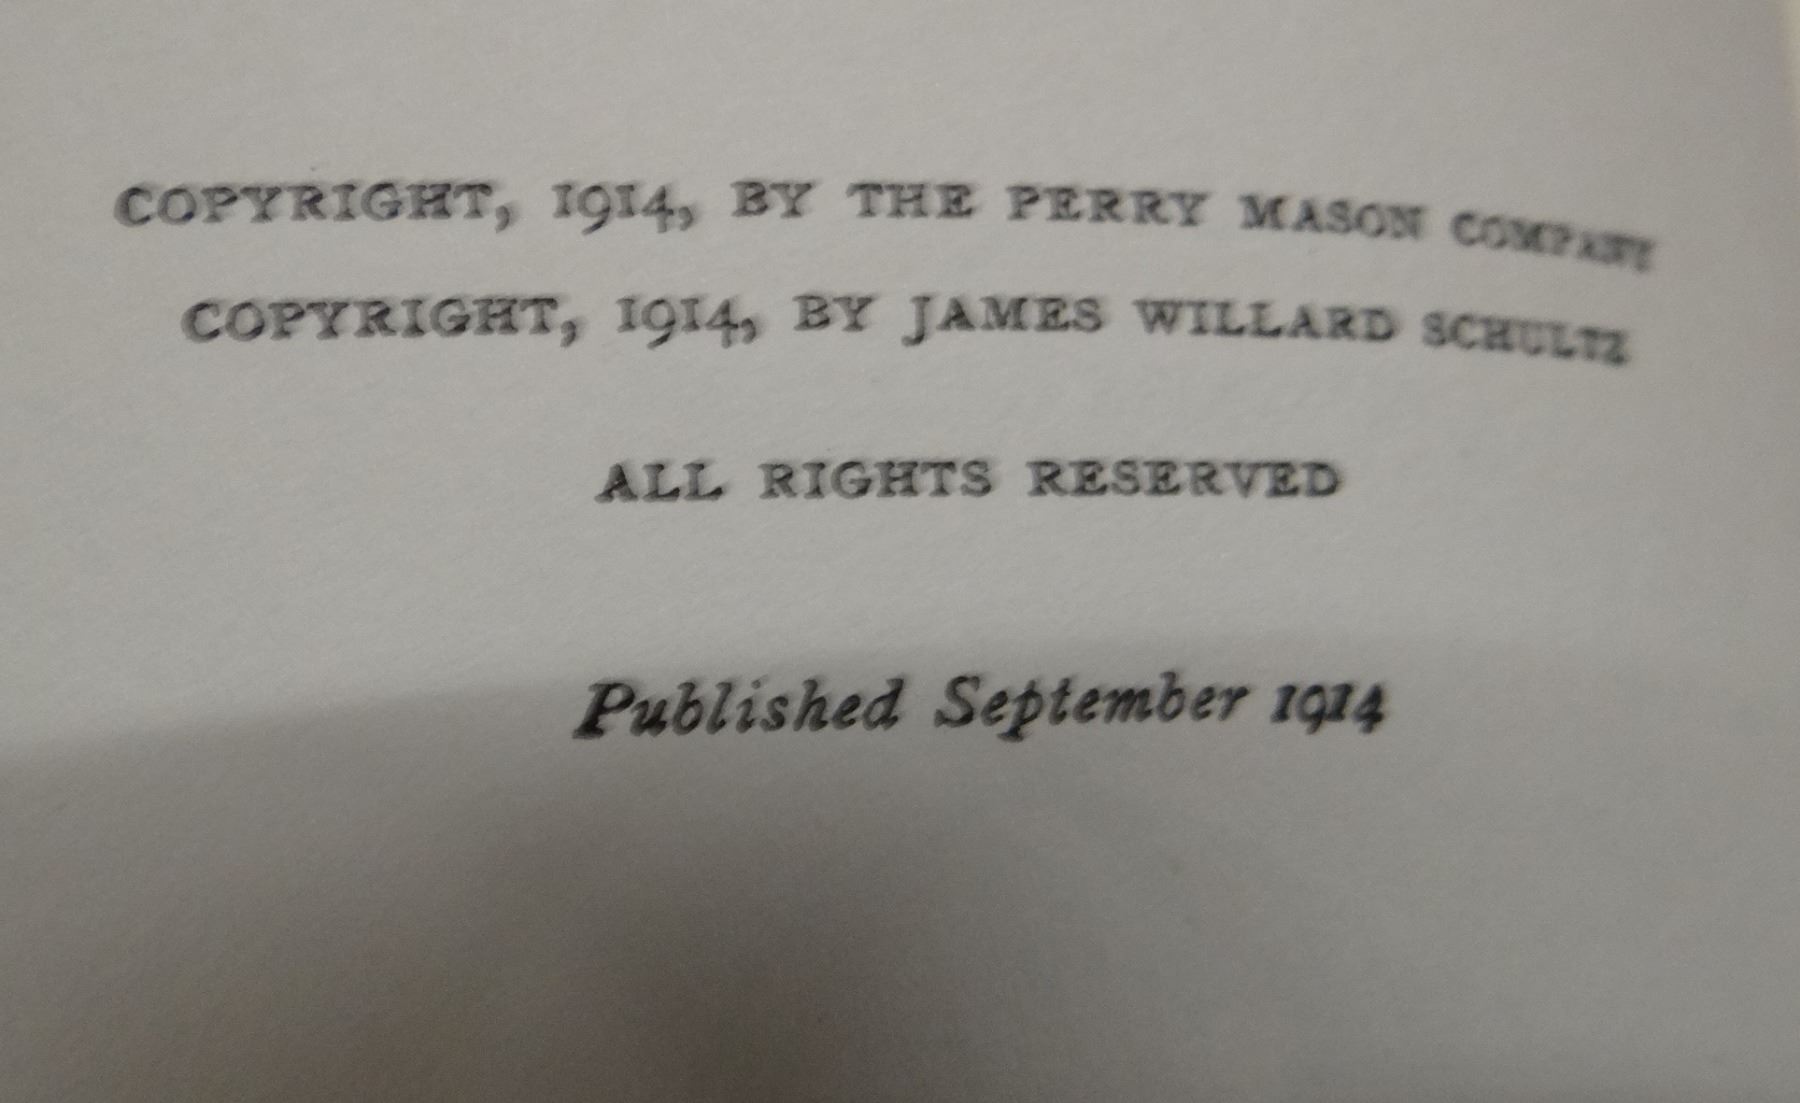 COPYRIGHT, 1914, BY THE PERRY MASON COMPANY
COPYRIGHT, 1914, BY JAMES WILLARD SCHULTZ
ALL RIGHTS RESERVED
Published September 1914